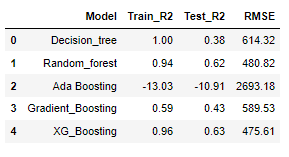 Model Train_R2 Test_R2 RMSE
0 Decision_tree 1.00 0.38 614.32
1 Random_forest 0.94 0.62 480.82
2 Ada Boosting -13.03 -10.91 2693.18
3 Gradient_Boosting 0.59 0.43 589.53
4 XG_Boosting 0.96 0.63 475.61